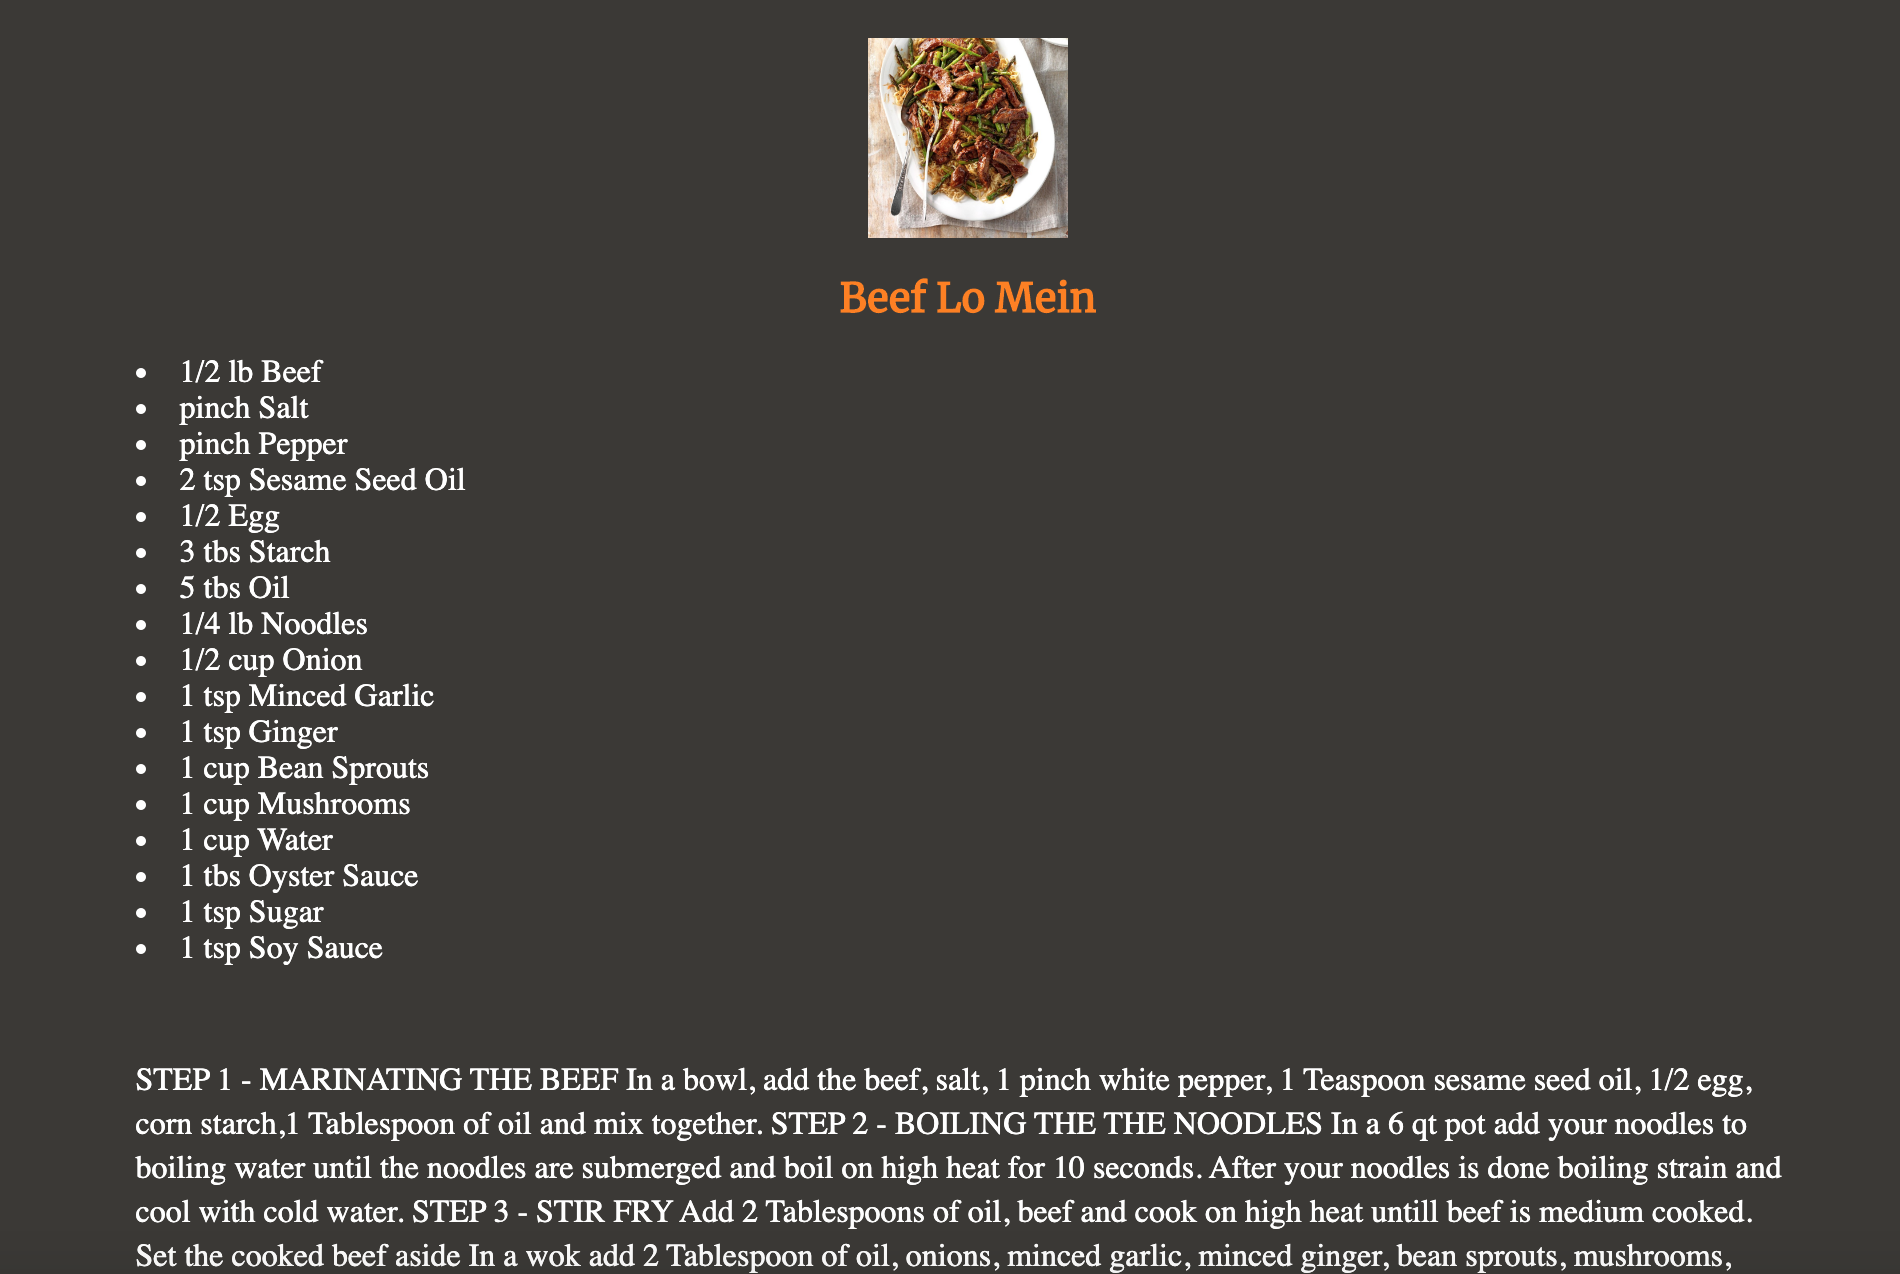 Beef Lo Mein
• 1/2 lb Beef
• pinch Salt
• pinch Pepper
• 2 tsp Sesame Seed Oil
• 1/2 Egg
• 3 tbs Starch
• 5 tbs Oil
• 1/4 lb Noodles
• 1/2 cup Onion
• 1 tsp Minced Garlic
• 1 tsp Ginger
• 1 cup Bean Sprouts
• 1 cup Mushrooms
• 1 cup Water
• 1 tbs Oyster Sauce
• 1 tsp Sugar
• 1 tsp Soy Sauce
STEP 1 - MARINATING THE BEEF In a bowl, add the beef, salt, 1 pinch white pepper, 1 Teaspoon sesame seed oil, 1/2 egg,
corn starch,1 Tablespoon of oil and mix together. STEP 2 - BOILING THE THE NOODLES In a 6 qt pot add your noodles to
boiling water until the noodles are submerged and boil on high heat for 10 seconds. After your noodles is done boiling strain and
cool with cold water. STEP 3 - STIR FRY Add 2 Tablespoons of oil, beef and cook on high heat untill beef is medium cooked.
Set the cooked beef aside In a wok add 2 Tablespoon of oil, onions, minced garlic, minced ginger, bean sprouts, mushrooms,